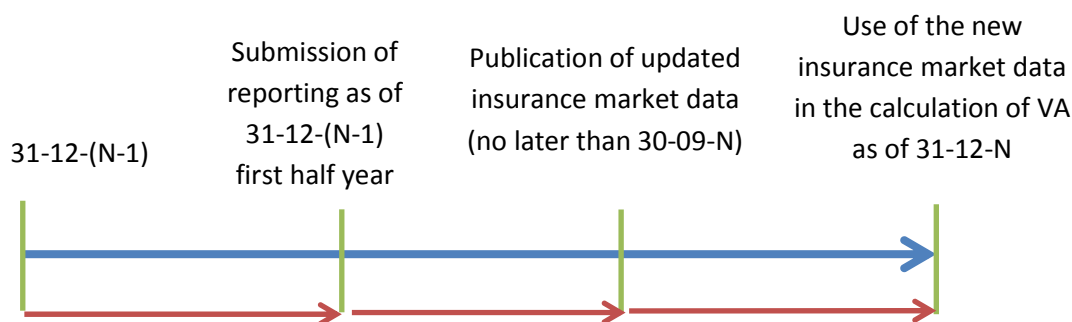 31-12-(N-1)
Submission of
reporting as of
31-12-(N-1)
first half year
Publication of updated
insurance market data
(no later than 30-09-N)
Use of the new
insurance market data
in the calculation of VA
as of 31-12-N